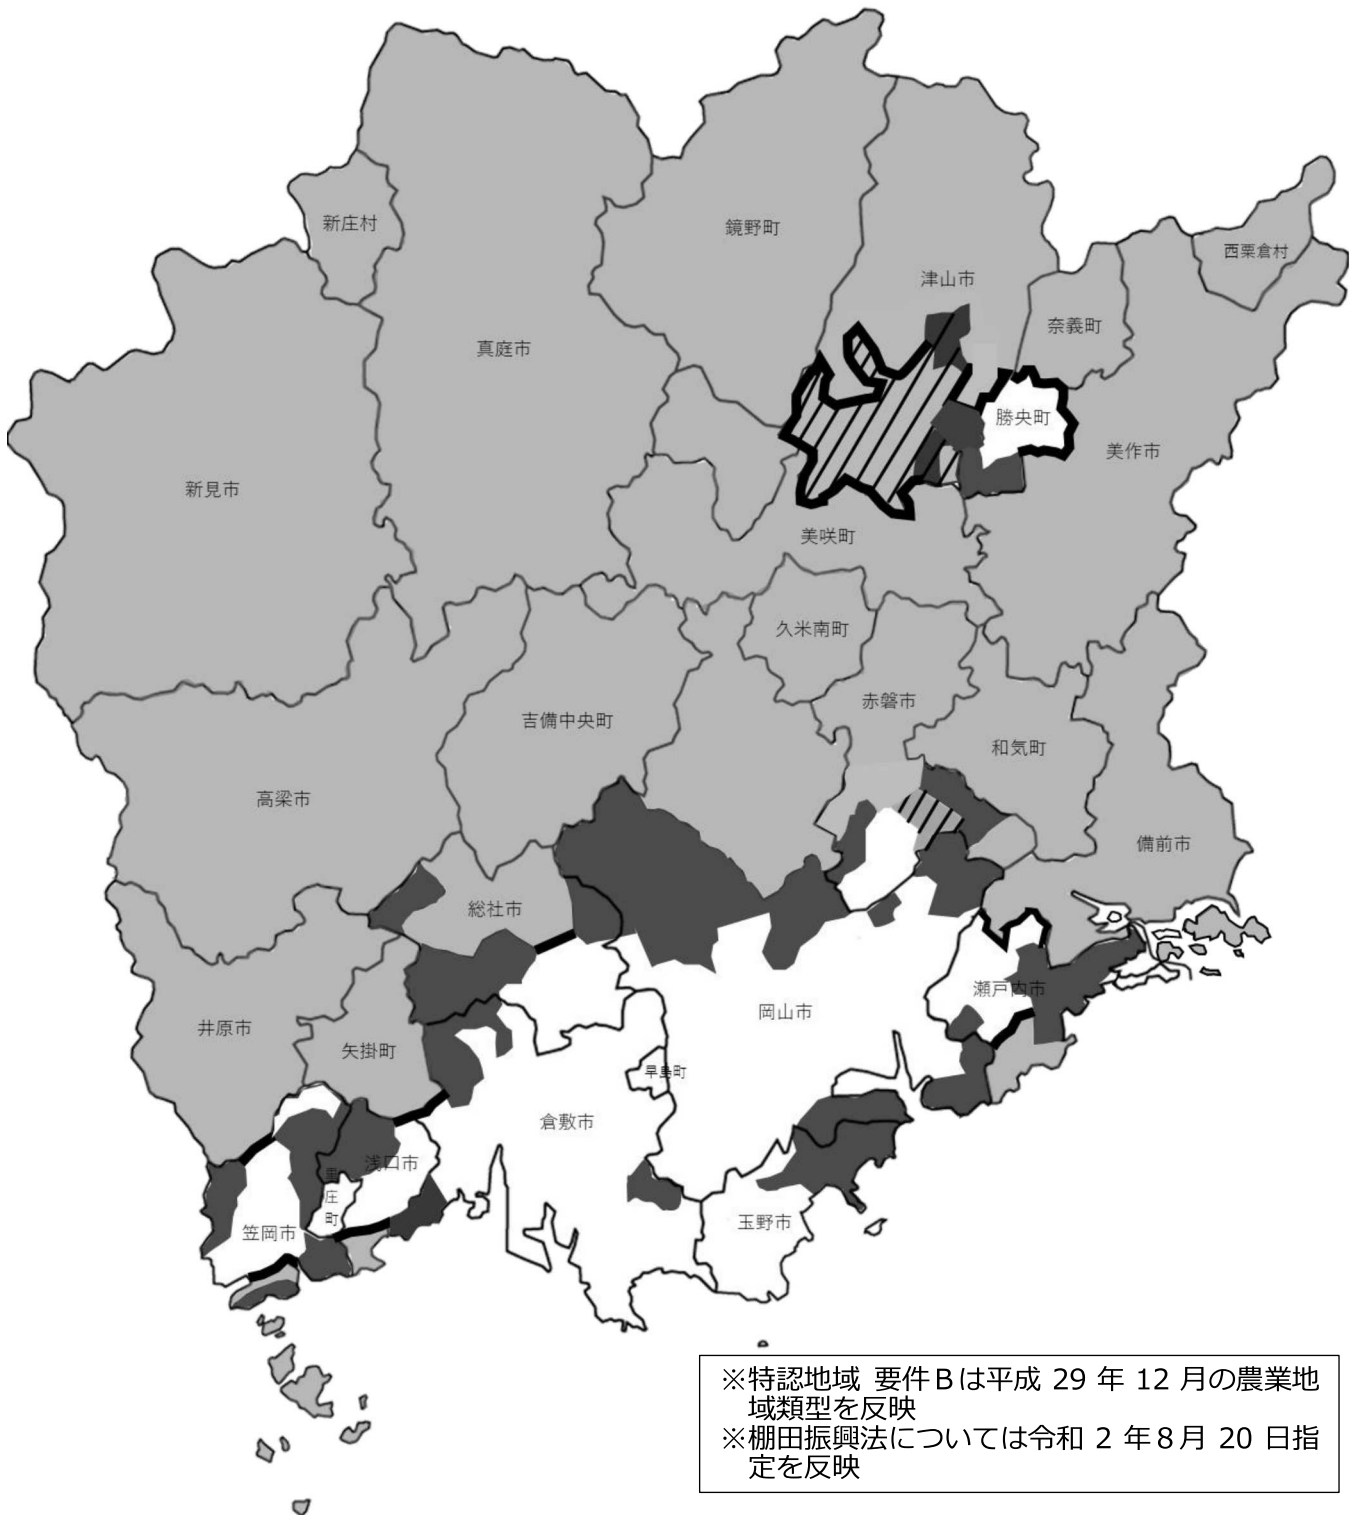 新庄村
鏡野町
西栗倉村
津山市
奈義町
真庭市
勝央町
美作市
新見市
美咲町
久米南町
赤磐市
吉備中央町
和気町
高梁市
備前市
総社市
瀬戸内市
岡山市
井原市
矢掛町
早島町
倉敷市
浅口市
里
庄
町
玉野市
笠岡市
※特認地域 要件Bは平成 29 年 12 月の農業地
域類型を反映
※棚田振興法については令和 2 年8月 20 日指
定を反映